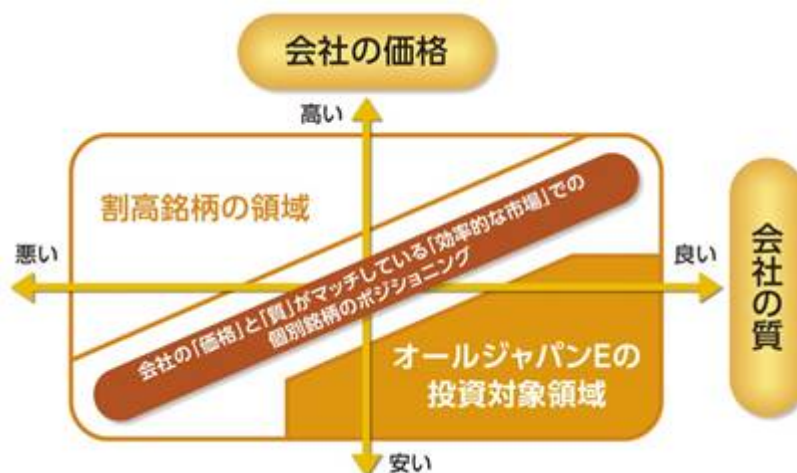 会社の価格
高い
割高銘柄の領域
会社の「価格」と「質」がマッチしている「効率的な市場」での
個別銘柄のポジショニング
悪い
良い
会社の質
オールジャパンEの
投資対象領域
安い